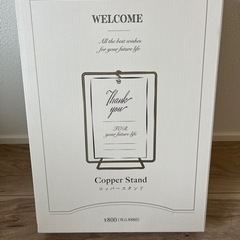 WELCOME
All the best wishes
for your future life
Thank
you
FOR
your future life
Copper Stand
コッパースタンド
¥800